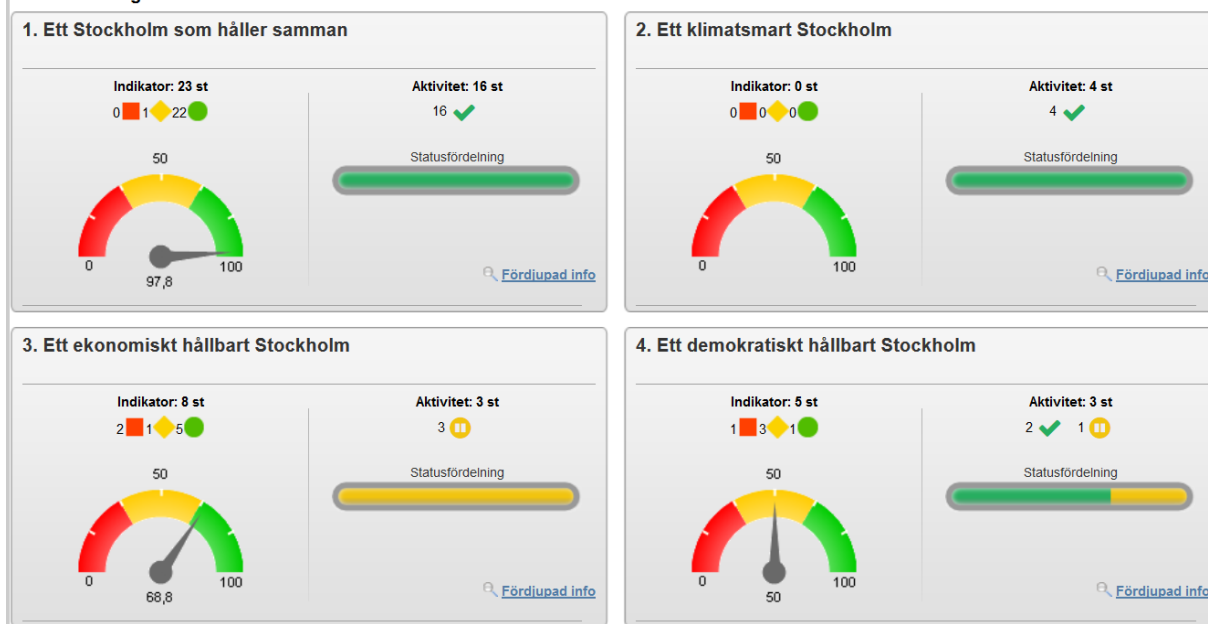 1. Ett Stockholm som håller samman
Indikator: 23 st
0 1 22
50
0
100
97,8
Aktivitet: 16 st
16
Statusfördelning
Fördjupad info
2. Ett klimatsmart Stockholm
Indikator: 0 st
0 0 0
50
0
100
Aktivitet: 4 st
4
Statusfördelning
Fördjupad info
3. Ett ekonomiskt hållbart Stockholm
Indikator: 8 st
2 1 5
50
0
100
68,8
Aktivitet: 3 st
3
Statusfördelning
Fördjupad info
4. Ett demokratiskt hållbart Stockholm
Indikator: 5 st
1 3 1
50
0
100
50
Aktivitet: 3 st
2 1
Statusfördelning
Fördjupad info